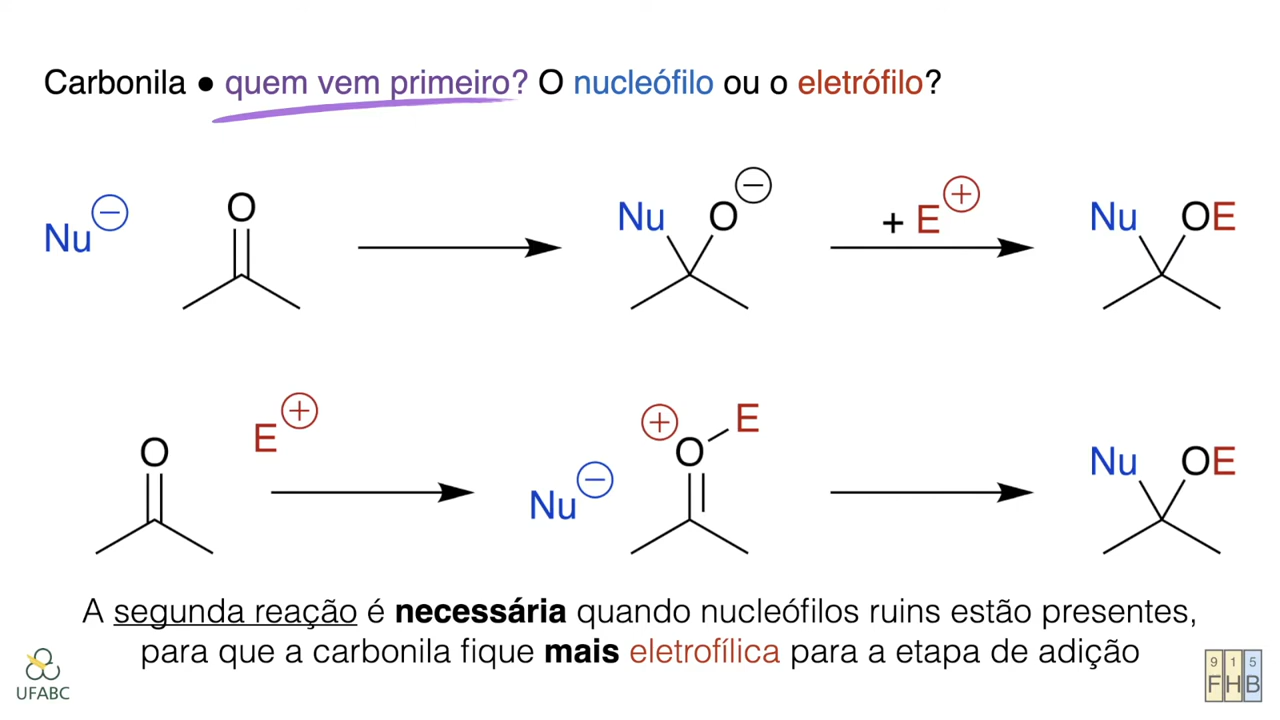 Carbonila • quem vem primeiro? O nucleófilo ou o eletrófilo?
Nu − O Nu O − + E + Nu OE
O E + Nu − + O E Nu OE
A segunda reação é necessária quando nucleófilos ruins estão presentes,
para que a carbonila fique mais eletrofílica para a etapa de adição
UFABC
9 1 5
F H B